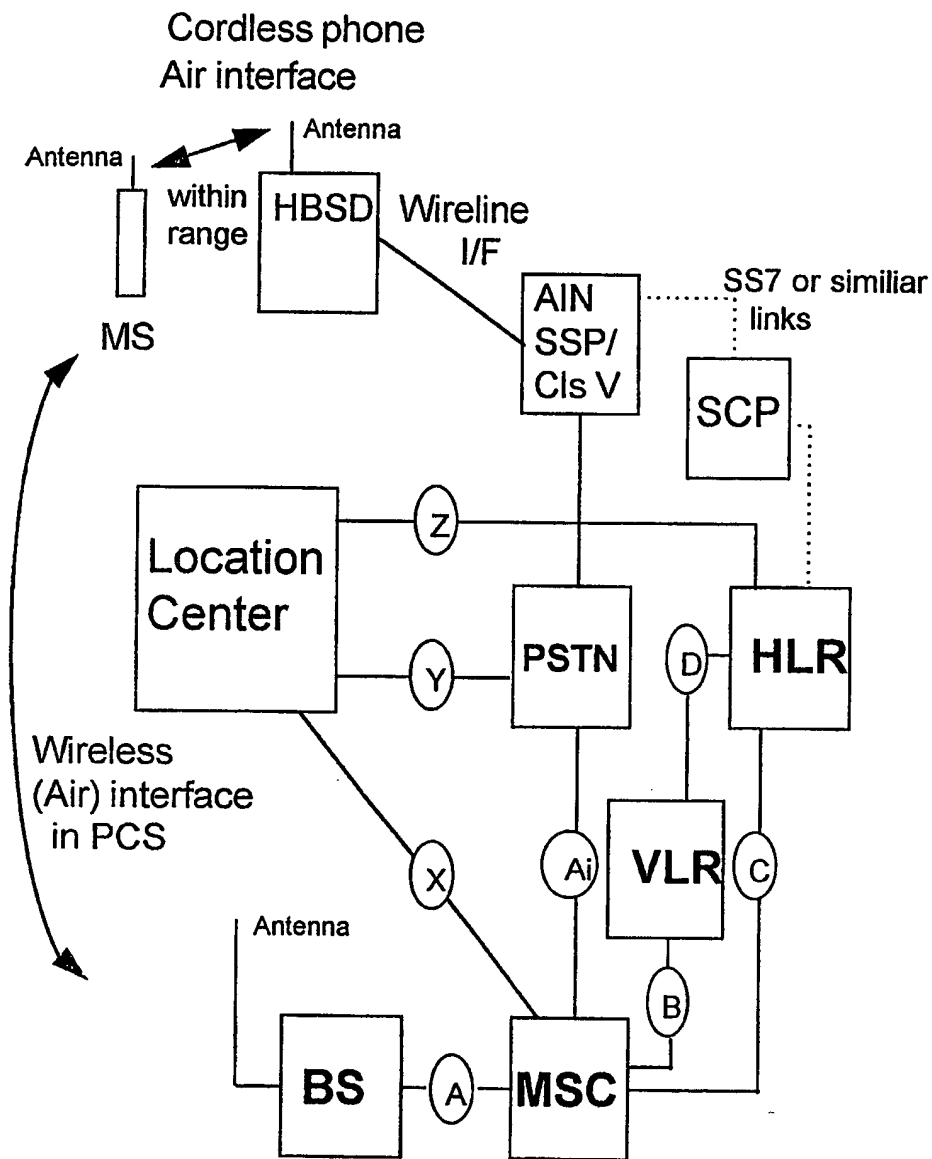 Cordless phone
Air interface
Antenna
Antenna
within
range
HBSD
Wireline
I/F
MS
AIN
SSP/
Cls V
SS7 or similiar
links
SCP
Location
Center
Z
Y
PSTN
D
HLR
Wireless
(Air) interface
in PCS
X
Ai
VLR
C
Antenna
B
BS
A
MSC